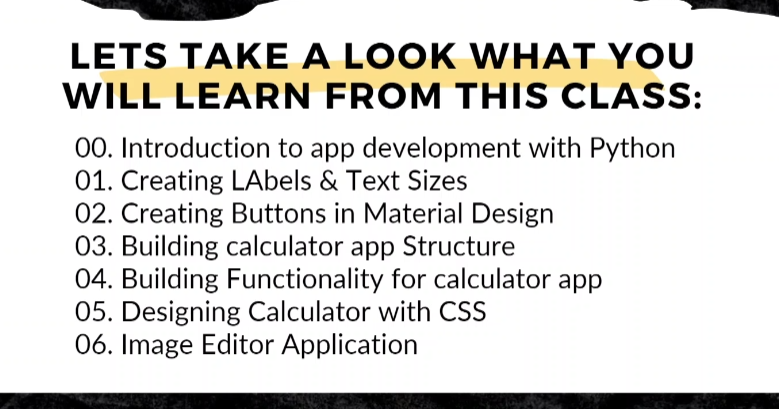 LETS TAKE A LOOK WHAT YOU
WILL LEARN FROM THIS CLASS:
00. Introduction to app development with Python
01. Creating LAbels & Text Sizes
02. Creating Buttons in Material Design
03. Building calculator app Structure
04. Building Functionality for calculator app
05. Designing Calculator with CSS
06. Image Editor Application